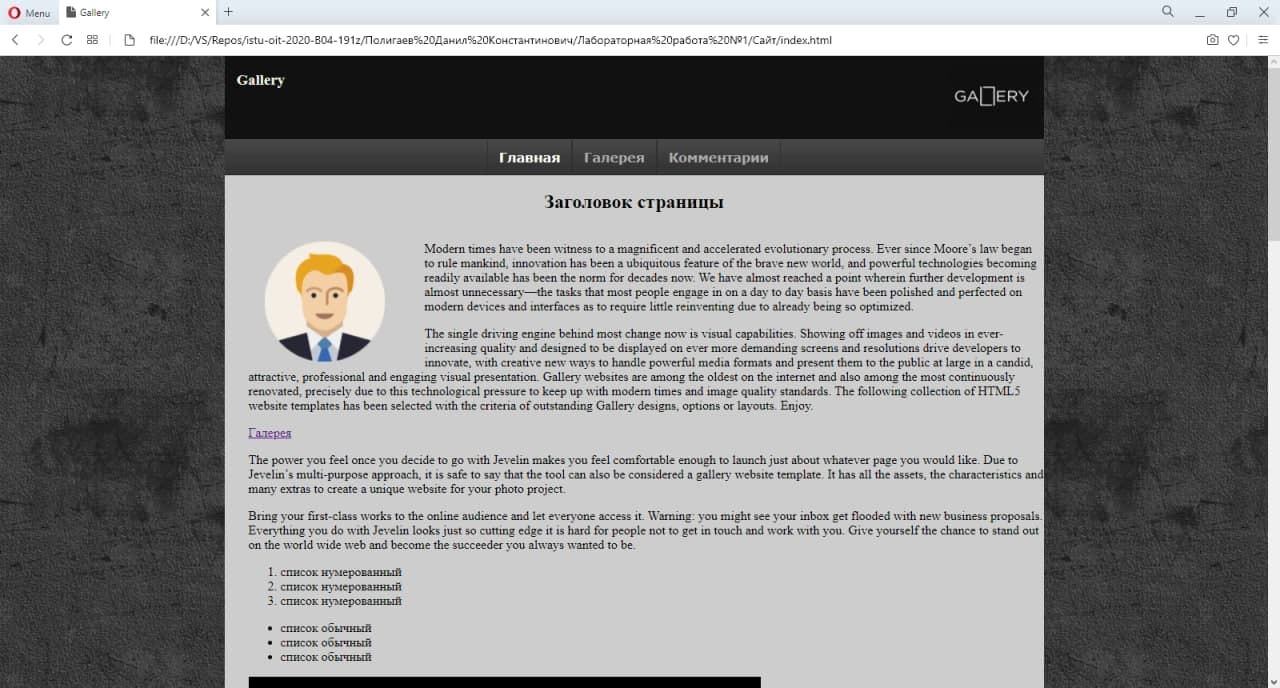 Menu
Gallery
file:///D:/VS/Repos/istu-oit-2020-B04-191z/Полигаев%20Данил%20Константинович/Лабораторная%20работа%20№1/Сайт/index.html
Gallery
GA▯ERY
Главная
Галерея
Комментарии
Заголовок страницы
Modern times have been witness to a magnificent and accelerated evolutionary process. Ever since Moore’s law began
to rule mankind, innovation has been a ubiquitous feature of the brave new world, and powerful technologies becoming
readily available has been the norm for decades now. We have almost reached a point wherein further development is
almost unnecessary—the tasks that most people engage in on a day to day basis have been polished and perfected on
modern devices and interfaces as to require little reinventing due to already being so optimized.
The single driving engine behind most change now is visual capabilities. Showing off images and videos in ever-
increasing quality and designed to be displayed on ever more demanding screens and resolutions drive developers to
innovate, with creative new ways to handle powerful media formats and present them to the public at large in a candid,
attractive, professional and engaging visual presentation. Gallery websites are among the oldest on the internet and also among the most continuously
renovated, precisely due to this technological pressure to keep up with modern times and image quality standards. The following collection of HTML5
website templates has been selected with the criteria of outstanding Gallery designs, options or layouts. Enjoy.
Галерея
The power you feel once you decide to go with Jevelin makes you feel comfortable enough to launch just about whatever page you would like. Due to
Jevelin’s multi-purpose approach, it is safe to say that the tool can also be considered a gallery website template. It has all the assets, the characteristics and
many extras to create a unique website for your photo project.
Bring your first-class works to the online audience and let everyone access it. Warning: you might see your inbox get flooded with new business proposals.
Everything you do with Jevelin looks just so cutting edge it is hard for people not to get in touch and work with you. Give yourself the chance to stand out
on the world wide web and become the succeeder you always wanted to be.
1. список нумерованный
2. список нумерованный
3. список нумерованный
• список обычный
• список обычный
• список обычный